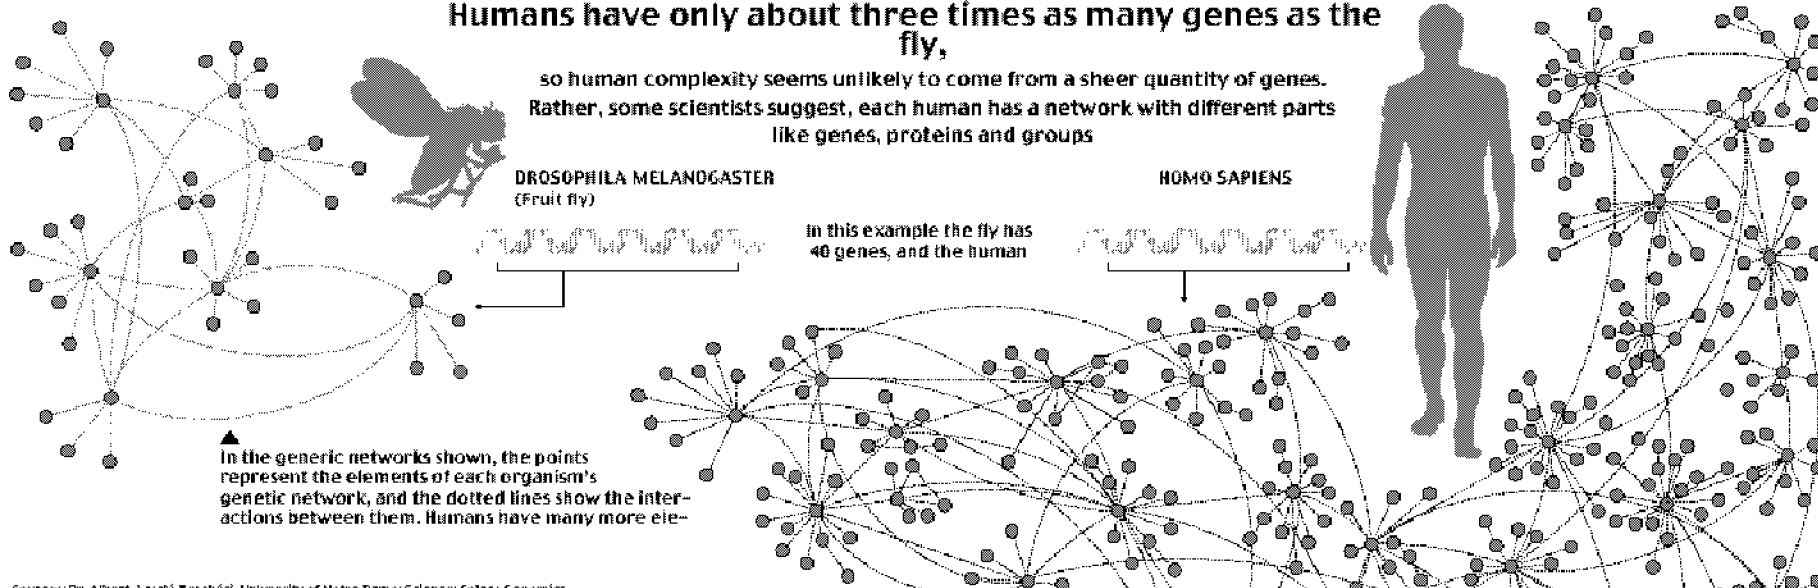 Humans have only about three times as many genes as the
fly,
so human complexity seems unlikely to come from a sheer quantity of genes.
Rather, some scientists suggest, each human has a network with different parts
like genes, proteins and groups
DROSOPHILA MELANOGASTER
(Fruit fly)
HOMO SAPIENS
In this example the fly has
40 genes, and the human
In the generic networks shown, the points
represent the elements of each organism's
genetic network, and the dotted lines show the inter-
actions between them. Humans have many more ele-